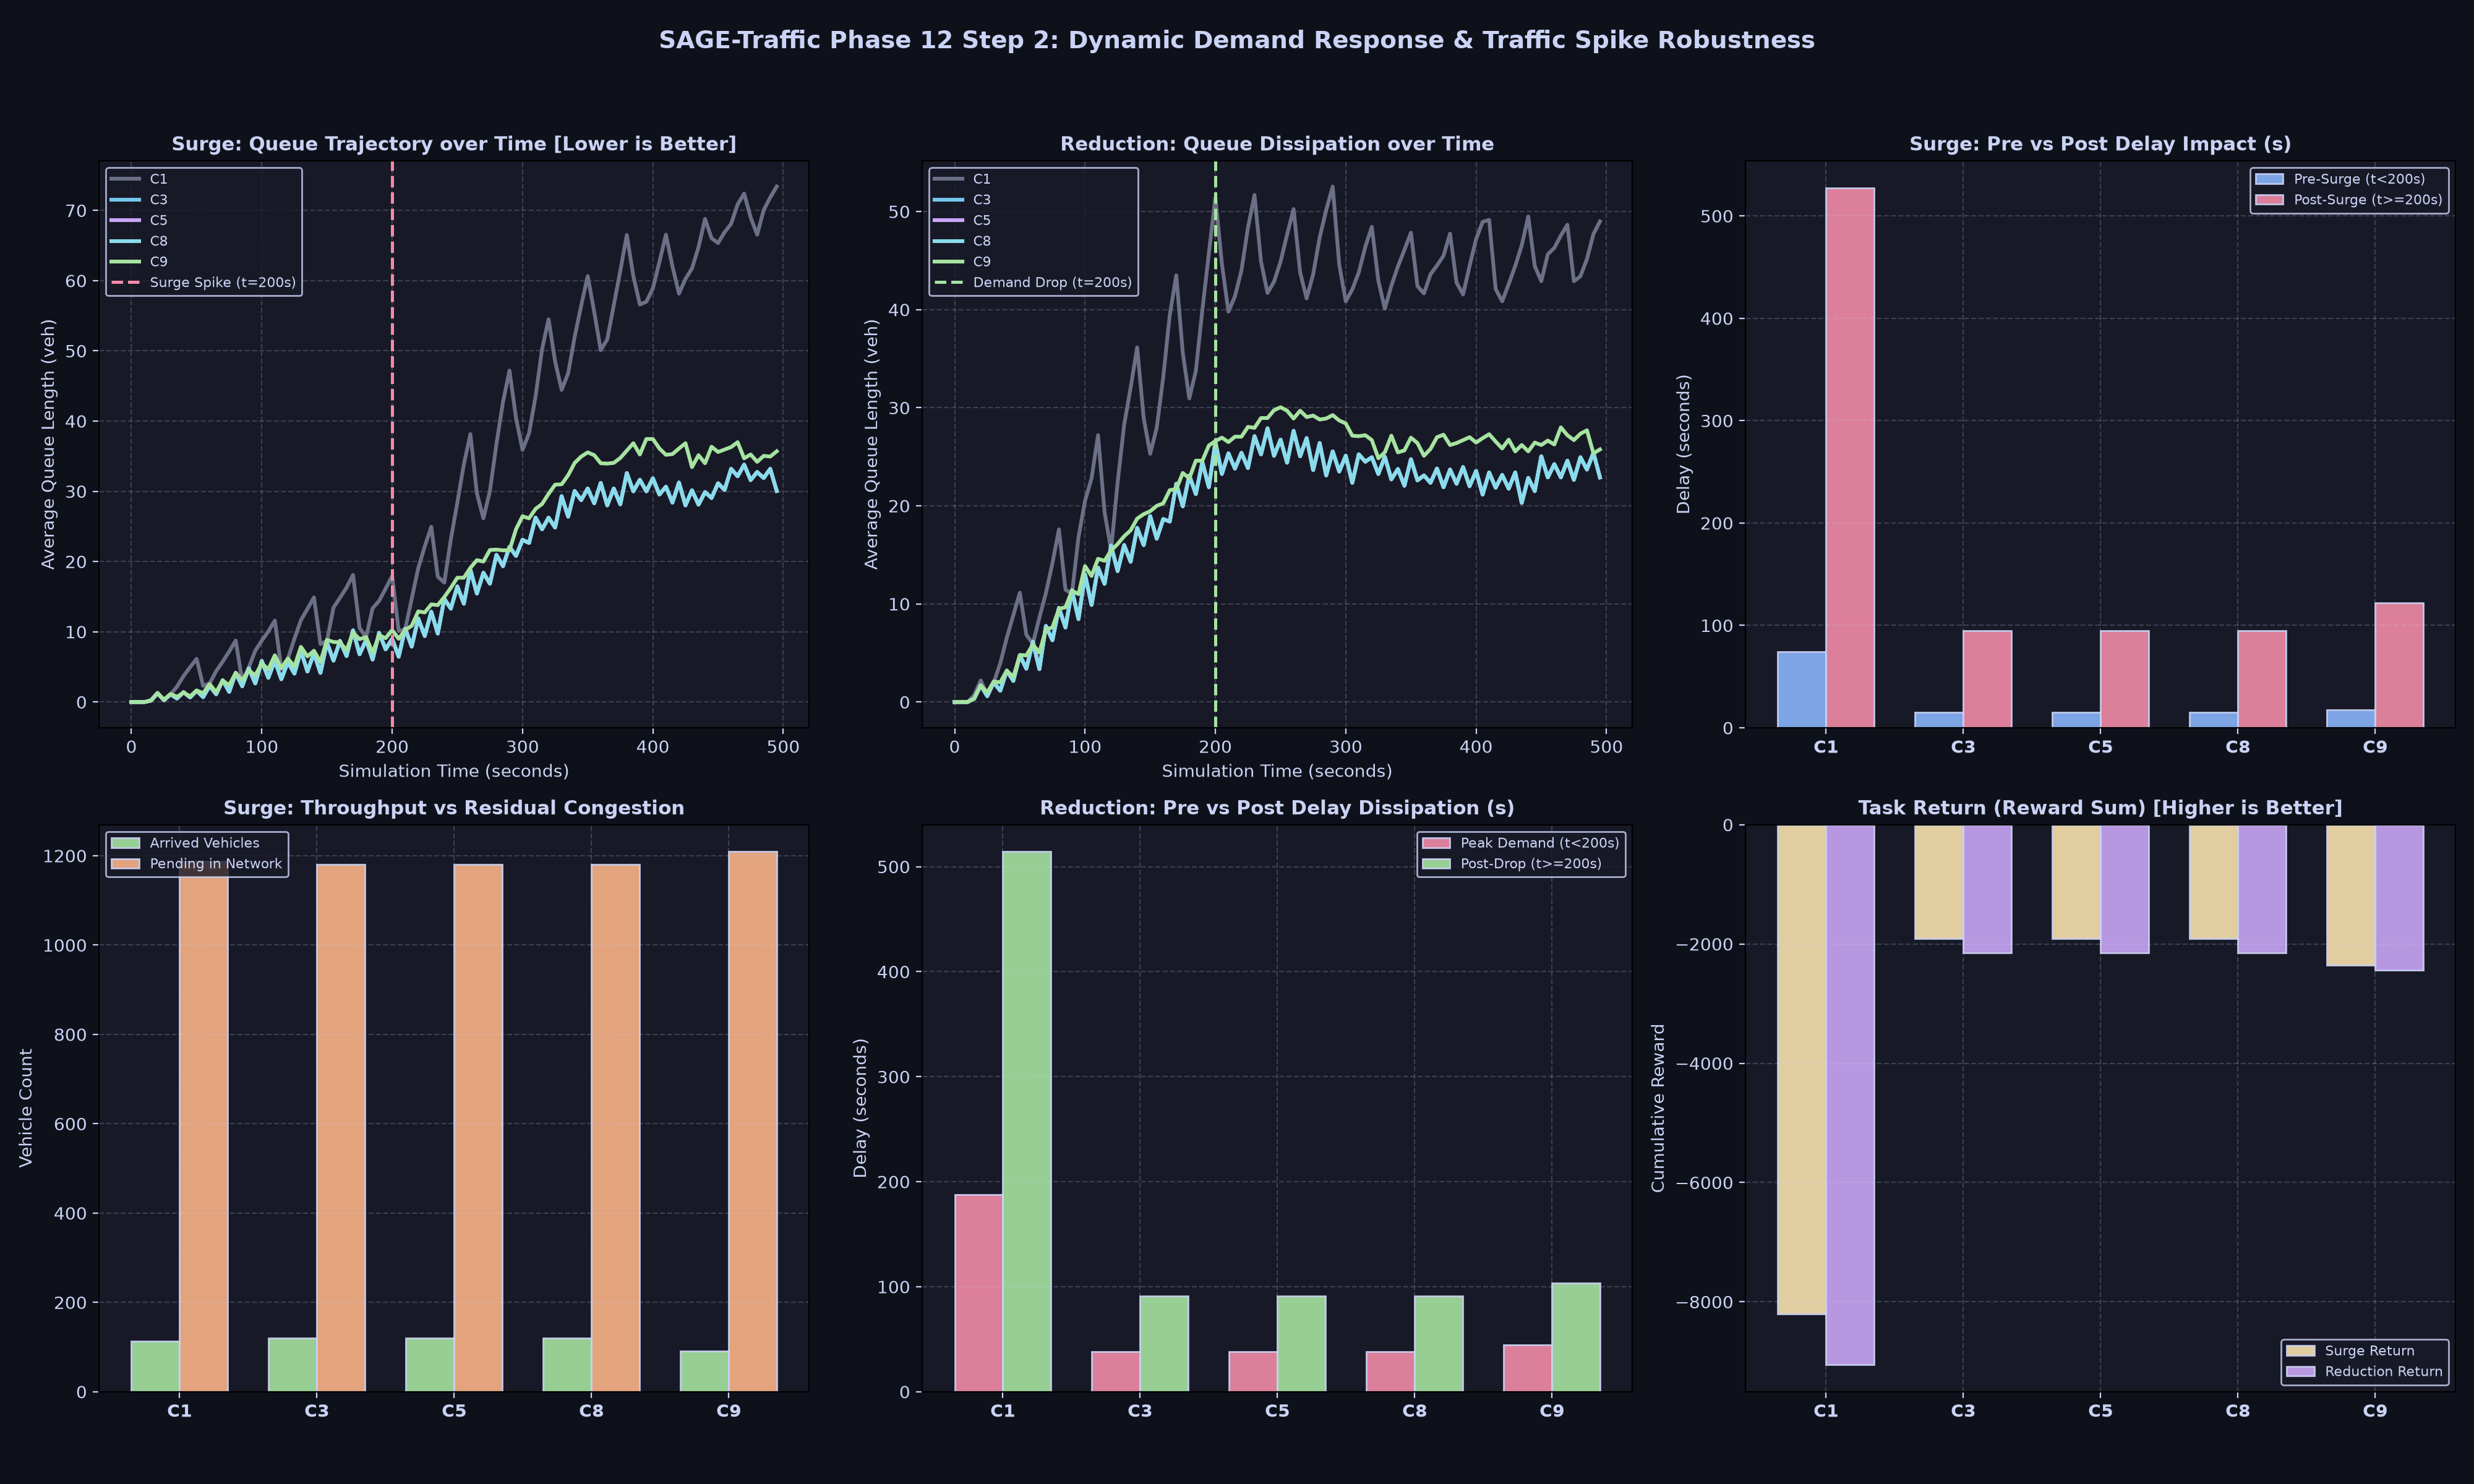 SAGE-Traffic Phase 12 Step 2: Dynamic Demand Response & Traffic Spike Robustness
Surge: Queue Trajectory over Time [Lower is Better]
Average Queue Length (veh)
70
60
50
40
30
20
10
0
C1
C3
C5
C8
C9
Surge Spike (t=200s)
0 100 200 300 400 500
Simulation Time (seconds)
Reduction: Queue Dissipation over Time
Average Queue Length (veh)
50
40
30
20
10
0
C1
C3
C5
C8
C9
Demand Drop (t=200s)
0 100 200 300 400 500
Simulation Time (seconds)
Surge: Pre vs Post Delay Impact (s)
Delay (seconds)
500
400
300
200
100
0
Pre-Surge (t<200s)
Post-Surge (t>=200s)
C1 C3 C5 C8 C9
Surge: Throughput vs Residual Congestion
Vehicle Count
1200
1000
800
600
400
200
0
Arrived Vehicles
Pending in Network
C1 C3 C5 C8 C9
Reduction: Pre vs Post Delay Dissipation (s)
Delay (seconds)
500
400
300
200
100
0
Peak Demand (t<200s)
Post-Drop (t>=200s)
C1 C3 C5 C8 C9
Task Return (Reward Sum) [Higher is Better]
Cumulative Reward
0
−2000
−4000
−6000
−8000
Surge Return
Reduction Return
C1 C3 C5 C8 C9